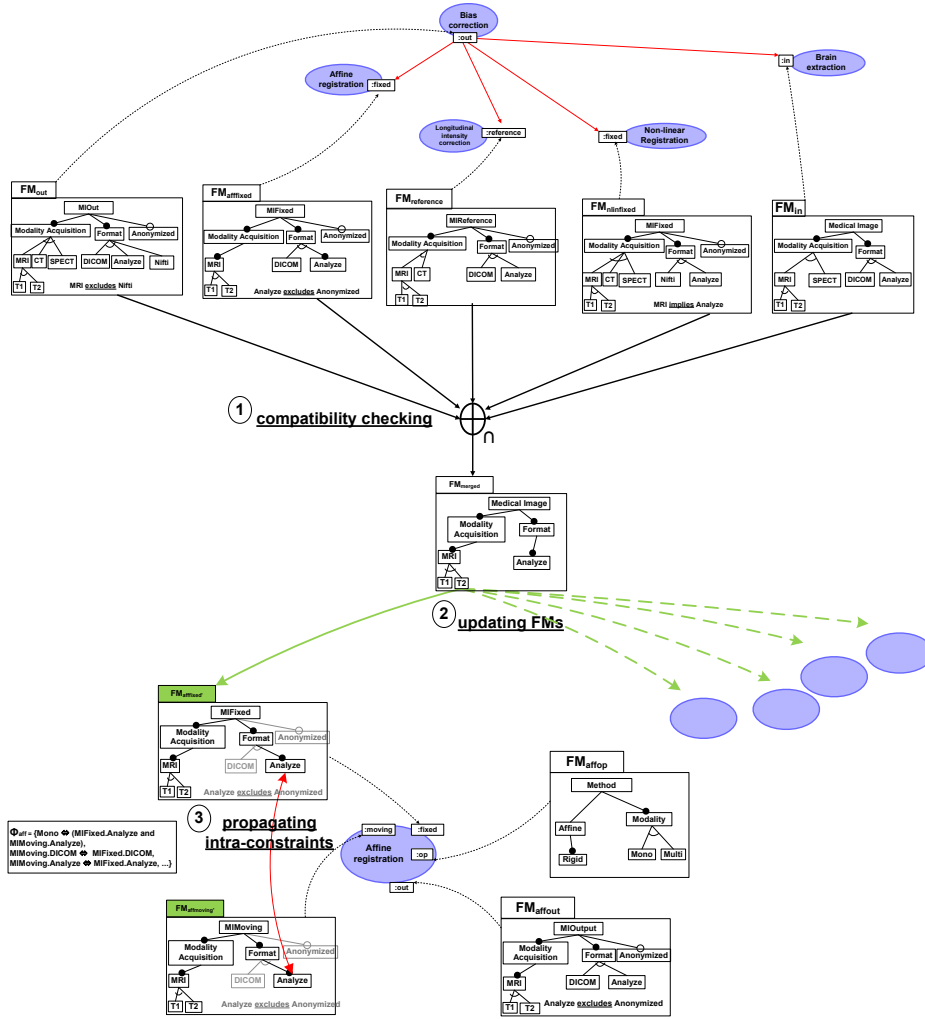 Bias
correction
:out
Affine
registration
:fixed
Longitudinal
intensity
correction
:reference
:fixed
Non-linear
Registration
:in
Brain
extraction
FMout
MIOut
Modality Acquisition
Format
Anonymized
MRI
CT
SPECT
DICOM
Analyze
Nifti
T1
T2
MRI excludes Nifti
FMafffixed
MIFixed
Modality Acquisition
Format
Anonymized
MRI
DICOM
Analyze
T1
T2
Analyze excludes Anonymized
FMreference
MIReference
Modality Acquisition
Format
Anonymized
MRI
CT
DICOM
Analyze
T1
T2
FMnlinfixed
MIFixed
Modality Acquisition
Format
Anonymized
MRI
CT
SPECT
Nifti
Analyze
T1
T2
MRI implies Analyze
FMin
Medical Image
Modality Acquisition
Format
MRI
SPECT
DICOM
Analyze
T1
T2
1 compatibility checking
∩
FMmerged
Medical Image
Modality
Acquisition
Format
MRI
Analyze
T1
T2
2 updating FMs
FMafffixed'
MIFixed
Modality
Acquisition
Format
Anonymized
MRI
DICOM
Analyze
T1
T2
Analyze excludes Anonymized
3 propagating
intra-constraints
Φaff = {Mono ⇔ (MIFixed.Analyze and
MIMoving.Analyze),
MIMoving.DICOM ⇔ MIFixed.DICOM,
MIMoving.Analyze ⇔ MIFixed.Analyze, ...}
:moving
:fixed
Affine
registration
:op
:out
FMaffop
Method
Affine
Modality
Rigid
Mono
Multi
FMaffmoving'
MIMoving
Modality
Acquisition
Format
Anonymized
MRI
DICOM
Analyze
T1
T2
Analyze excludes Anonymized
FMaffout
MIOutput
Modality
Acquisition
Format
Anonymized
MRI
DICOM
Analyze
T1
T2
Analyze excludes Anonymized